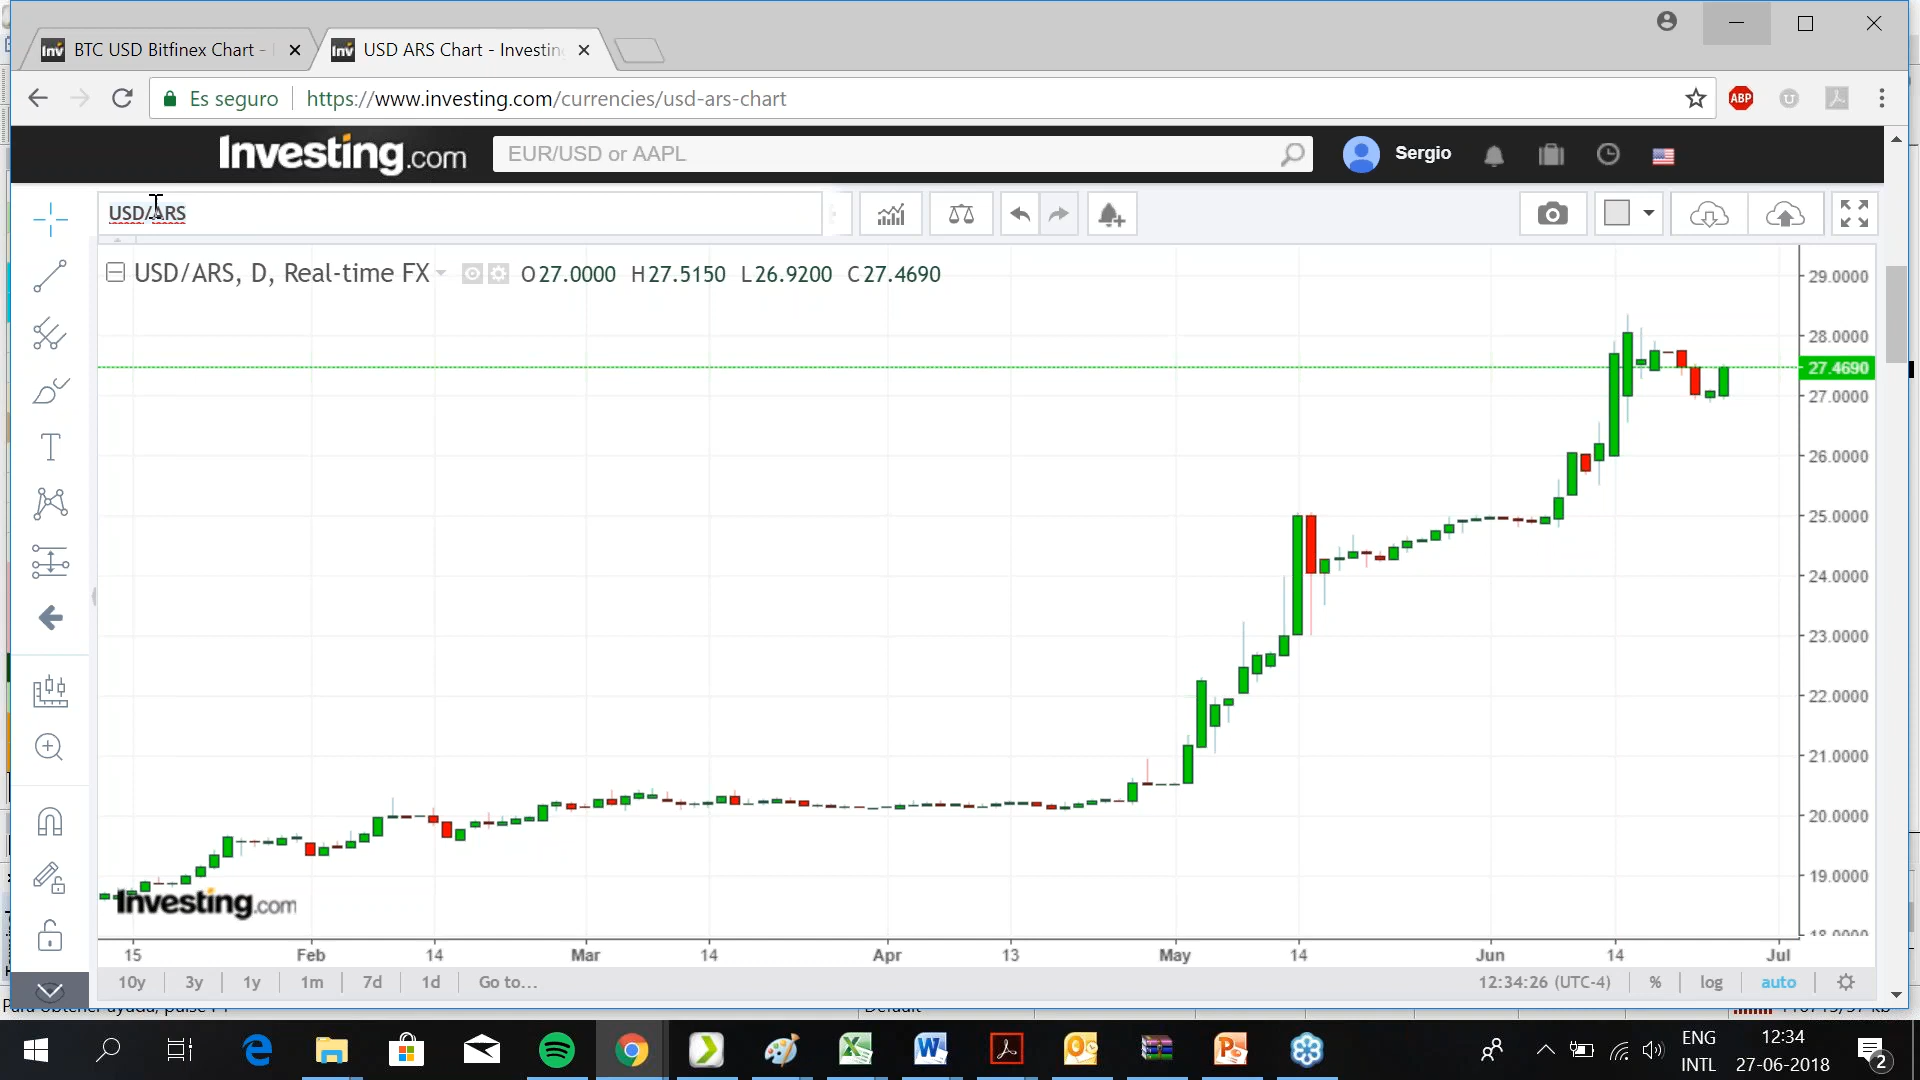 BTC USD Bitfinex Chart -
USD ARS Chart - Investin
Es seguro
https://www.investing.com/currencies/usd-ars-chart
ABP
Investing.com
EUR/USD or AAPL
Sergio
USD/ARS
USD/ARS, D, Real-time FX
O27.0000 H27.5150 L26.9200 C27.4690
29.0000
28.0000
27.4690
27.0000
26.0000
25.0000
24.0000
23.0000
22.0000
21.0000
20.0000
19.0000
18.0000
Investing.com
15 Feb 14 Mar 14 Apr 13 May 14 Jun 14 Jul
10y 3y 1y 1m 7d 1d Go to...
12:34:26 (UTC-4) % log auto
Default
ENG
INTL
12:34
27-06-2018
2